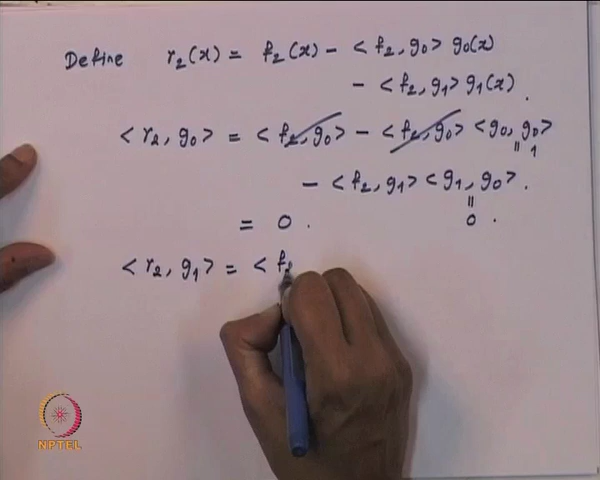 Define r₂(x) = f₂(x) - <f₂, g₀> g₀(x)
- <f₂, g₁> g₁(x).
<r₂, g₀> = <f₂, g₀> - <f₂, g₀> <g₀, g₀>
॥ 1
- <f₂, g₁> <g₁, g₀>.
॥
= 0. 0.
<r₂, g₁> = <f₂
NPTEL